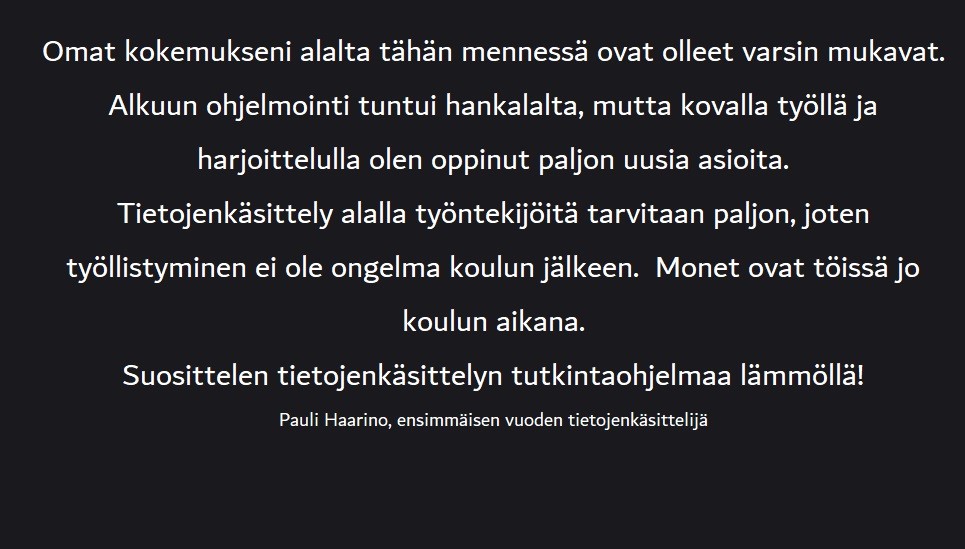 Omat kokemukseni alalta tähän mennessä ovat olleet varsin mukavat.
Alkuun ohjelmointi tuntui hankalalta, mutta kovalla työllä ja
harjoittelulla olen oppinut paljon uusia asioita.
Tietojenkäsittely alalla työntekijöitä tarvitaan paljon, joten
työllistyminen ei ole ongelma koulun jälkeen.  Monet ovat töissä jo
koulun aikana.
Suosittelen tietojenkäsittelyn tutkintaohjelmaa lämmöllä!
Pauli Haarino, ensimmäisen vuoden tietojenkäsittelijä